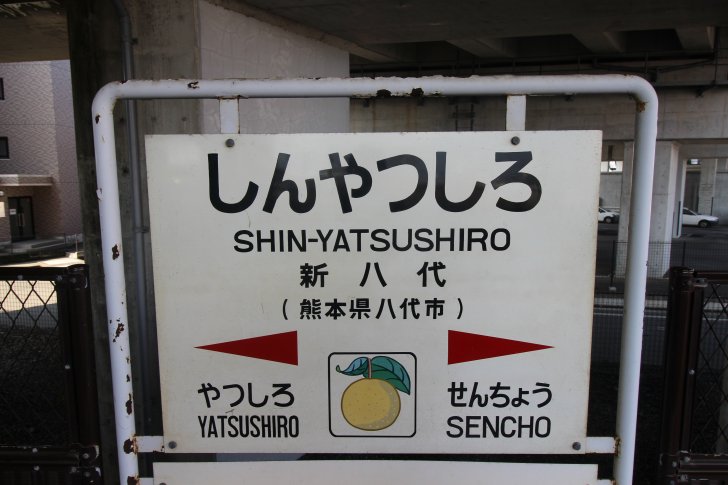 しんやつしろ
SHIN-YATSUSHIRO
新八代
(熊本県八代市)
やつしろ せんちょう
YATSUSHIRO SENCHO